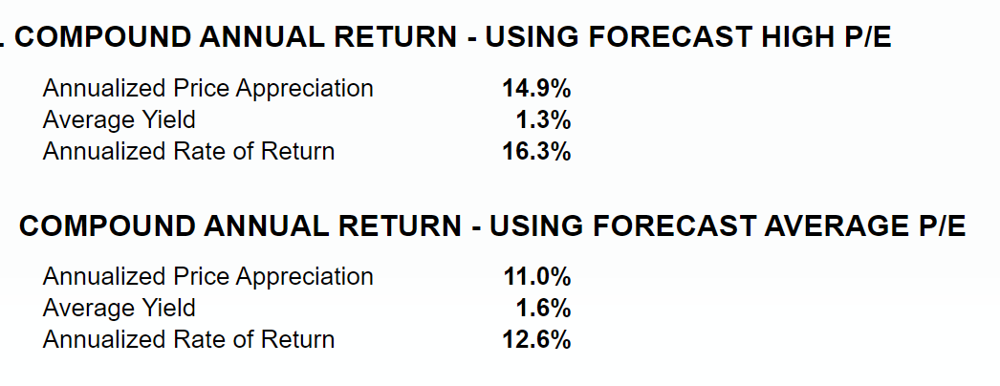 . COMPOUND ANNUAL RETURN - USING FORECAST HIGH P/E
Annualized Price Appreciation 14.9%
Average Yield 1.3%
Annualized Rate of Return 16.3%
COMPOUND ANNUAL RETURN - USING FORECAST AVERAGE P/E
Annualized Price Appreciation 11.0%
Average Yield 1.6%
Annualized Rate of Return 12.6%